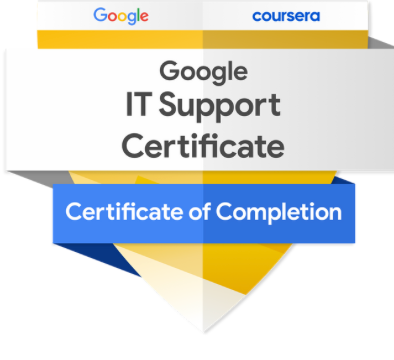 Google coursera
Google
IT Support
Certificate
Certificate of Completion